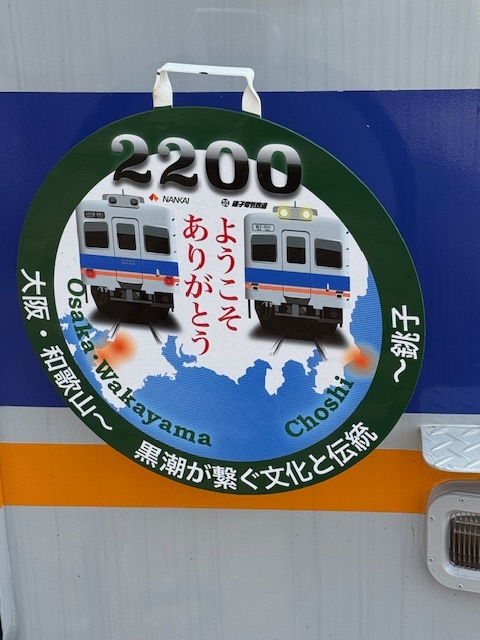 2200
NANKAI
銚子電気鉄道
ようこそ
ありがとう
Osaka・Wakayama
Choshi
大阪・和歌山～
～銚子
黒潮が繋ぐ文化と伝統